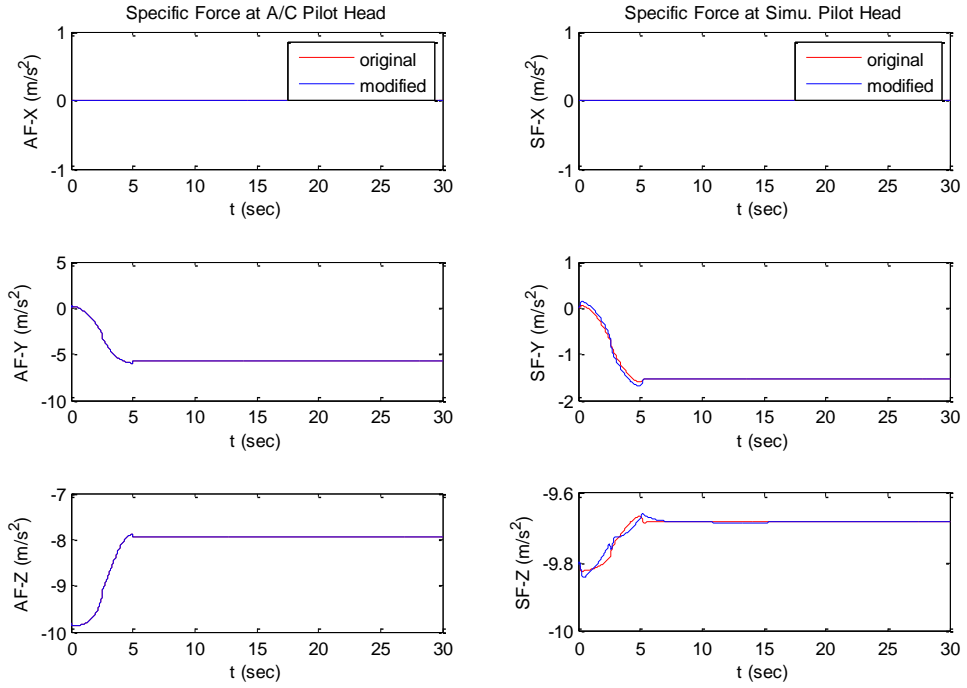 Specific Force at A/C Pilot Head
1
0
-1
AF-X (m/s²)
original
modified
0 5 10 15 20 25 30
t (sec)
Specific Force at Simu. Pilot Head
1
0
-1
SF-X (m/s²)
original
modified
0 5 10 15 20 25 30
t (sec)
5
0
-5
-10
AF-Y (m/s²)
0 5 10 15 20 25 30
t (sec)
1
0
-1
-2
SF-Y (m/s²)
0 5 10 15 20 25 30
t (sec)
-7
-8
-9
-10
AF-Z (m/s²)
0 5 10 15 20 25 30
t (sec)
-9.6
-9.8
-10
SF-Z (m/s²)
0 5 10 15 20 25 30
t (sec)